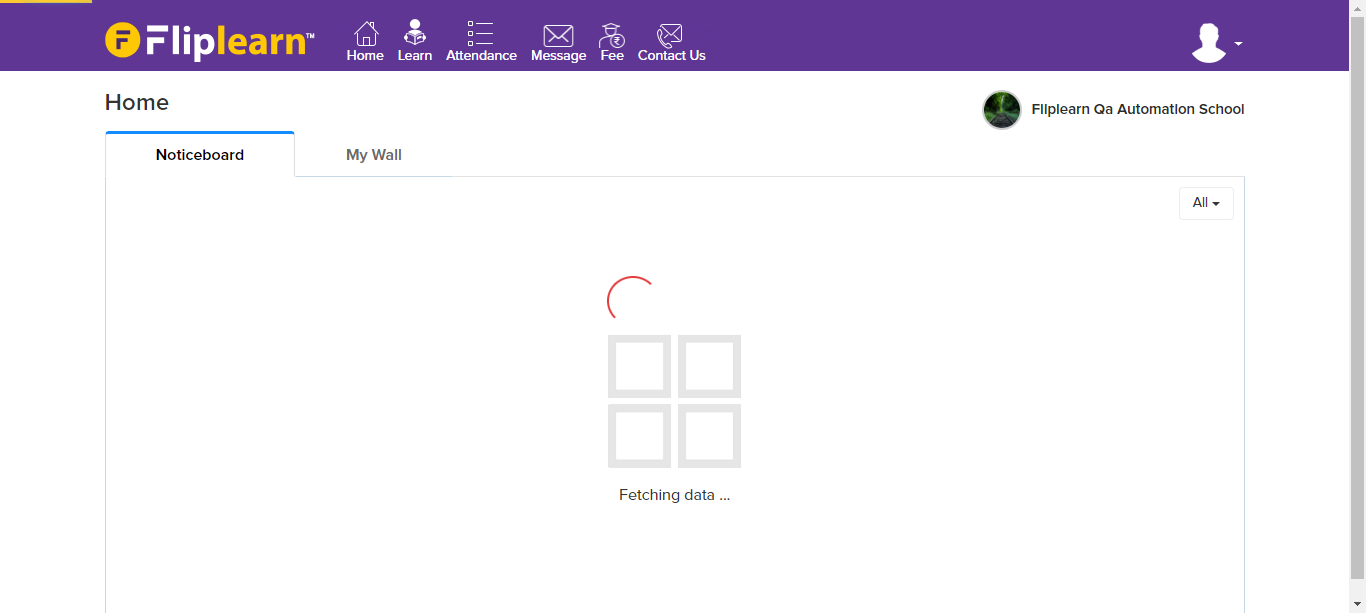 Fliplearn™
Home Learn Attendance Message Fee Contact Us
Home
Fliplearn Qa Automation School
Noticeboard My Wall
All
Fetching data ...